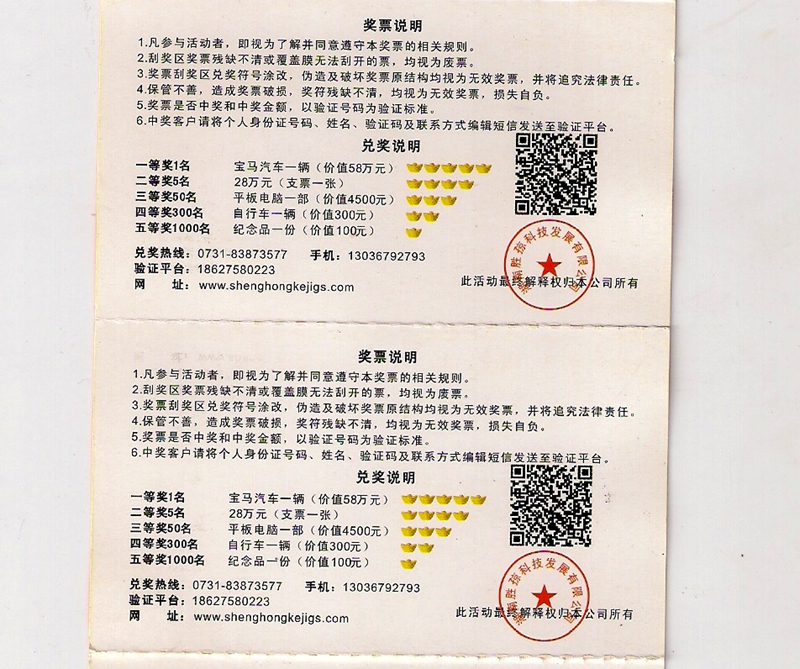 奖票说明
1.凡参与活动者，即视为了解并同意遵守本奖票的相关规则。
2.刮奖区奖票残缺不清或覆盖膜无法刮开的票，均视为废票。
3.奖票刮奖区兑奖符号涂改，伪造及破坏奖票原结构均视为无效奖票，并将追究法律责任。
4.保管不善，造成奖票破损，奖符残缺不清，均视为无效奖票，损失自负。
5.奖票是否中奖和中奖金额，以验证号码为验证标准。
6.中奖客户请将个人身份证号码、姓名、验证码及联系方式编辑短信发送至验证平台。
兑奖说明
一等奖1名 宝马汽车一辆（价值58万元）
二等奖5名 28万元（支票一张）
三等奖50名 平板电脑一部（价值4500元）
四等奖300名 自行车一辆（价值300元）
五等奖1000名 纪念品一份（价值100元）
兑奖热线：0731-83873577 手机：13036792793
验证平台：18627580223
网 址：www.shenghongkejigs.com
此活动最终解释权归本公司所有
胜掠科技发展有限公司
奖票说明
1.凡参与活动者，即视为了解并同意遵守本奖票的相关规则。
2.刮奖区奖票残缺不清或覆盖膜无法刮开的票，均视为废票。
3.奖票刮奖区兑奖符号涂改，伪造及破坏奖票原结构均视为无效奖票，并将追究法律责任。
4.保管不善，造成奖票破损，奖符残缺不清，均视为无效奖票，损失自负。
5.奖票是否中奖和中奖金额，以验证号码为验证标准。
6.中奖客户请将个人身份证号码、姓名、验证码及联系方式编辑短信发送至验证平台。
兑奖说明
一等奖1名 宝马汽车一辆（价值58万元）
二等奖5名 28万元（支票一张）
三等奖50名 平板电脑一部（价值4500元）
四等奖300名 自行车一辆（价值300元）
五等奖1000名 纪念品一份（价值100元）
兑奖热线：0731-83873577 手机：13036792793
验证平台：18627580223
网 址：www.shenghongkejigs.com
此活动最终解释权归本公司所有
胜掠科技发展有限公司